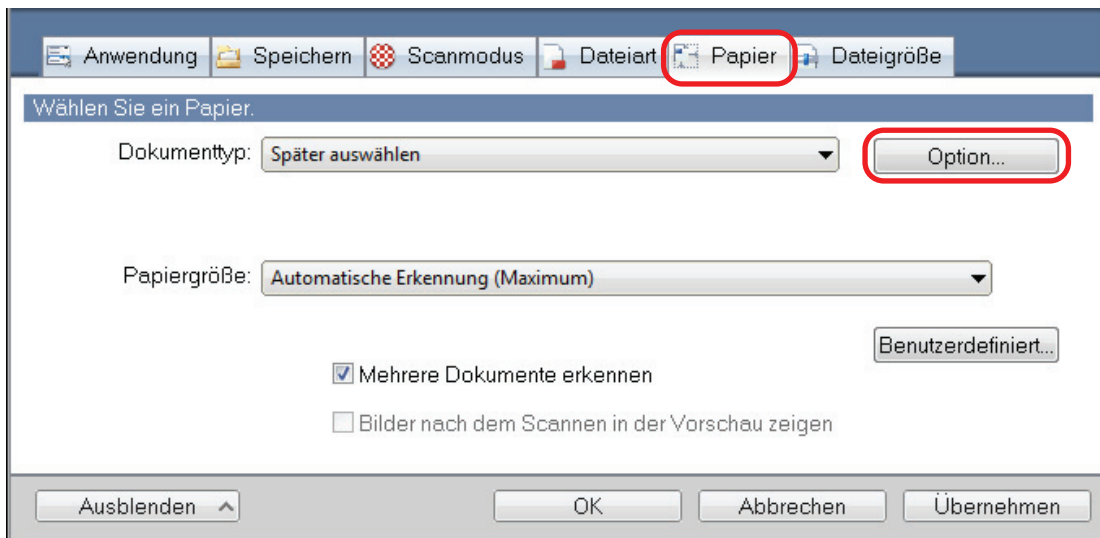 Anwendung Speichern Scanmodus Dateiart Papier Dateigröße
Wählen Sie ein Papier.
Dokumenttyp: Später auswählen Option...
Papiergröße: Automatische Erkennung (Maximum)
Benutzerdefiniert...
Mehrere Dokumente erkennen
Bilder nach dem Scannen in der Vorschau zeigen
Ausblenden OK Abbrechen Übernehmen